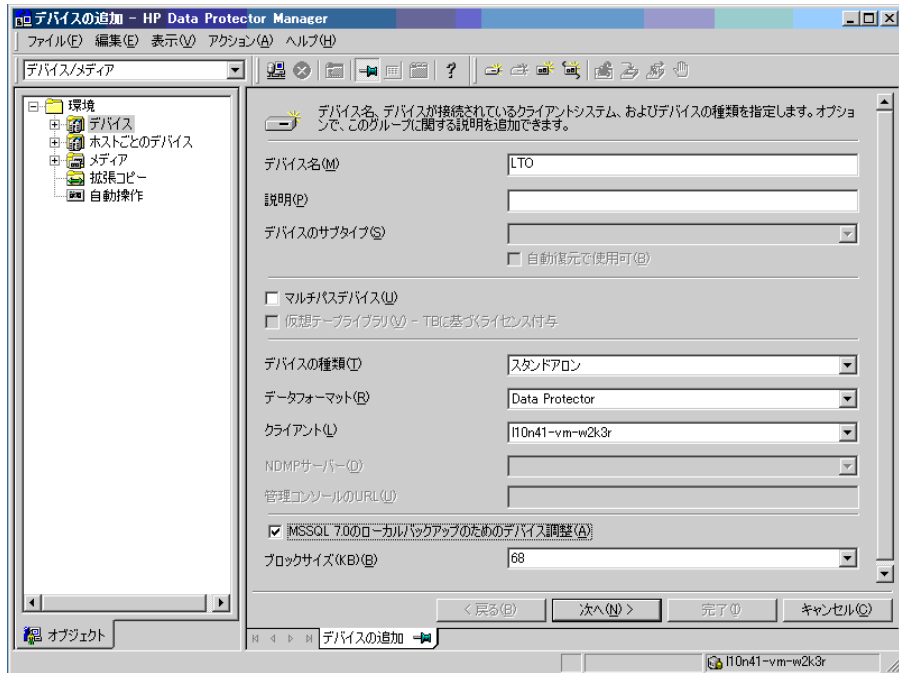 デバイスの追加 - HP Data Protector Manager
ファイル(F) 編集(E) 表示(V) アクション(A) ヘルプ(H)
デバイス/メディア
環境
デバイス
ホストごとのデバイス
メディア
拡張コピー
自動操作
デバイス名、デバイスが接続されているクライアントシステム、およびデバイスの種類を指定します。オプショ
ンで、このグループに関する説明を追加できます。
デバイス名(M)
LTO
説明(P)
デバイスのサブタイプ(S)
自動復元で使用可(B)
マルチパスデバイス(U)
仮想テープライブラリ(V) - TBに基づくライセンス付与
デバイスの種類(T)
スタンドアロン
データフォーマット(R)
Data Protector
クライアント(L)
l10n41-vm-w2k3r
NDMPサーバー(D)
管理コンソールのURL(U)
MSSQL 7.0のローカルバックアップのためのデバイス調整(A)
ブロックサイズ(KB)(B)
68
< 戻る(B) 次へ(N) > 完了(I) キャンセル(C)
オブジェクト
デバイスの追加
l10n41-vm-w2k3r